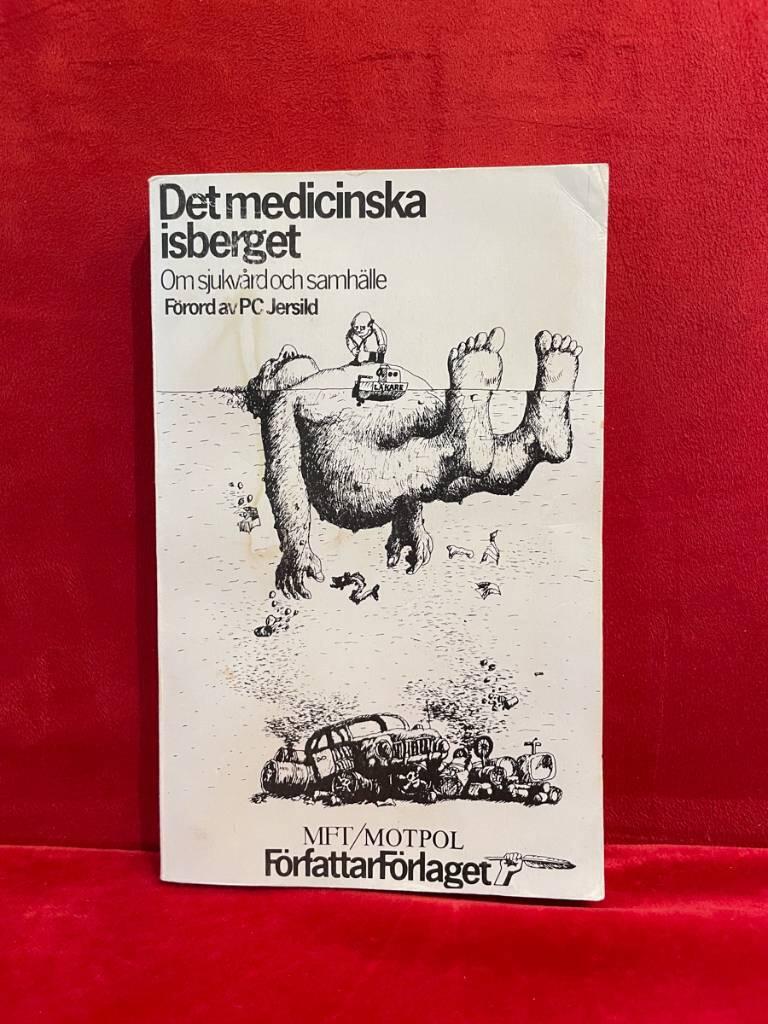 Det medicinska
isberget
Om sjukvård och samhälle
Förord av PC Jersild
LÄKARE
MFT/MOTPOL
FörfattarFörlaget